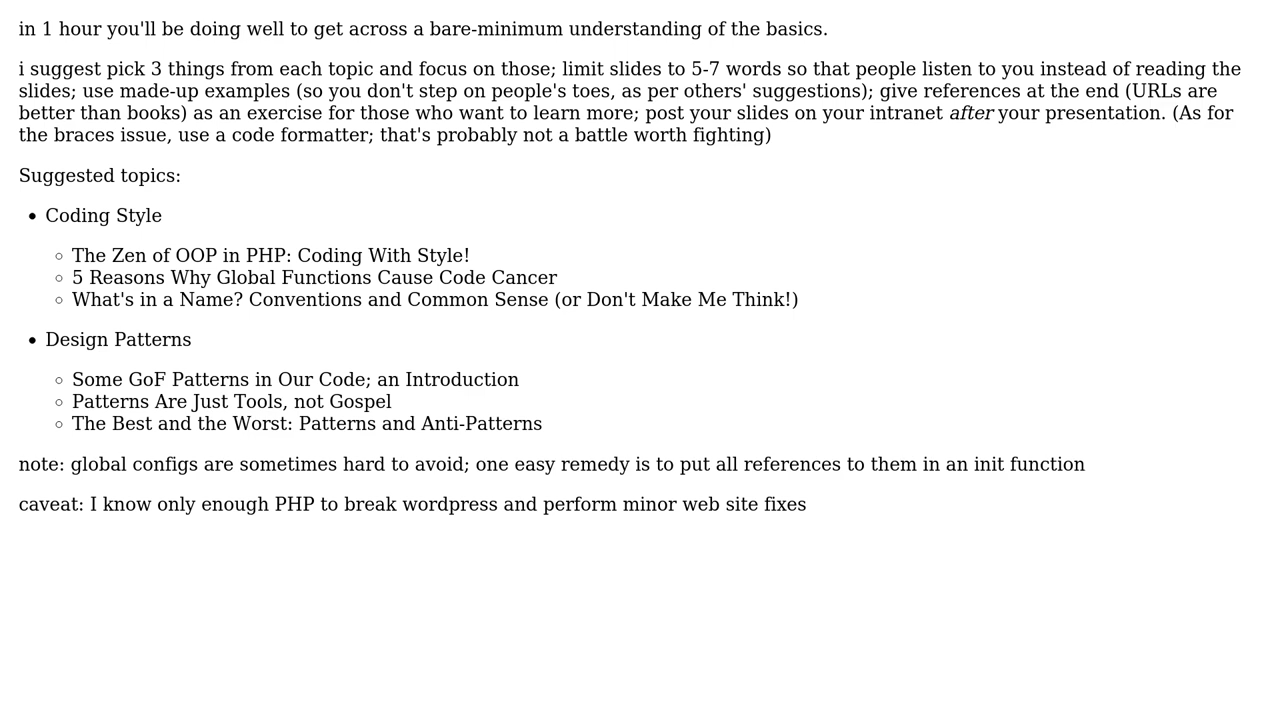 in 1 hour you'll be doing well to get across a bare-minimum understanding of the basics.
i suggest pick 3 things from each topic and focus on those; limit slides to 5-7 words so that people listen to you instead of reading the
slides; use made-up examples (so you don't step on people's toes, as per others' suggestions); give references at the end (URLs are
better than books) as an exercise for those who want to learn more; post your slides on your intranet after your presentation. (As for
the braces issue, use a code formatter; that's probably not a battle worth fighting)
Suggested topics:
• Coding Style
◦ The Zen of OOP in PHP: Coding With Style!
◦ 5 Reasons Why Global Functions Cause Code Cancer
◦ What's in a Name? Conventions and Common Sense (or Don't Make Me Think!)
• Design Patterns
◦ Some GoF Patterns in Our Code; an Introduction
◦ Patterns Are Just Tools, not Gospel
◦ The Best and the Worst: Patterns and Anti-Patterns
note: global configs are sometimes hard to avoid; one easy remedy is to put all references to them in an init function
caveat: I know only enough PHP to break wordpress and perform minor web site fixes